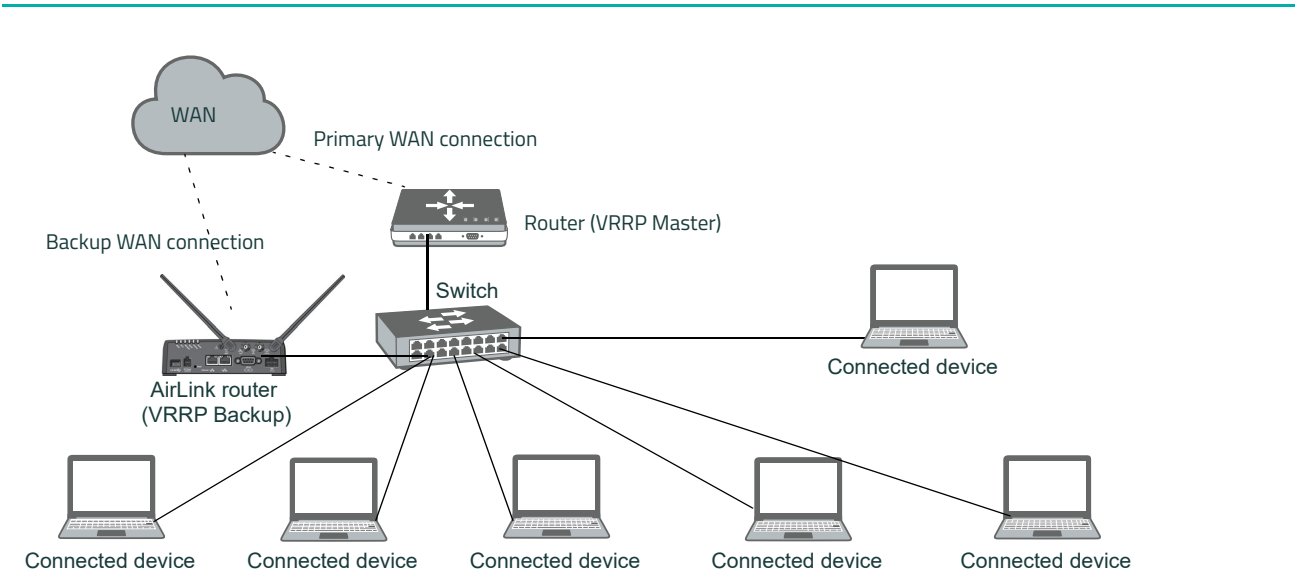 WAN
Primary WAN connection
Router (VRRP Master)
Backup WAN connection
Switch
Connected device
AirLink router
(VRRP Backup)
Connected device
Connected device
Connected device
Connected device
Connected device